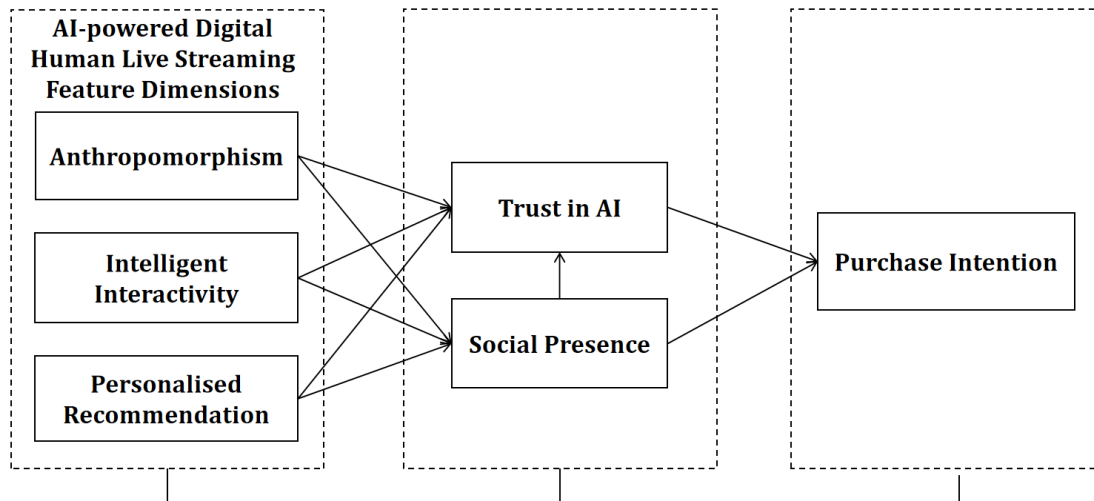 AI-powered Digital
Human Live Streaming
Feature Dimensions
Anthropomorphism
Intelligent
Interactivity
Personalised
Recommendation
Trust in AI
Social Presence
Purchase Intention